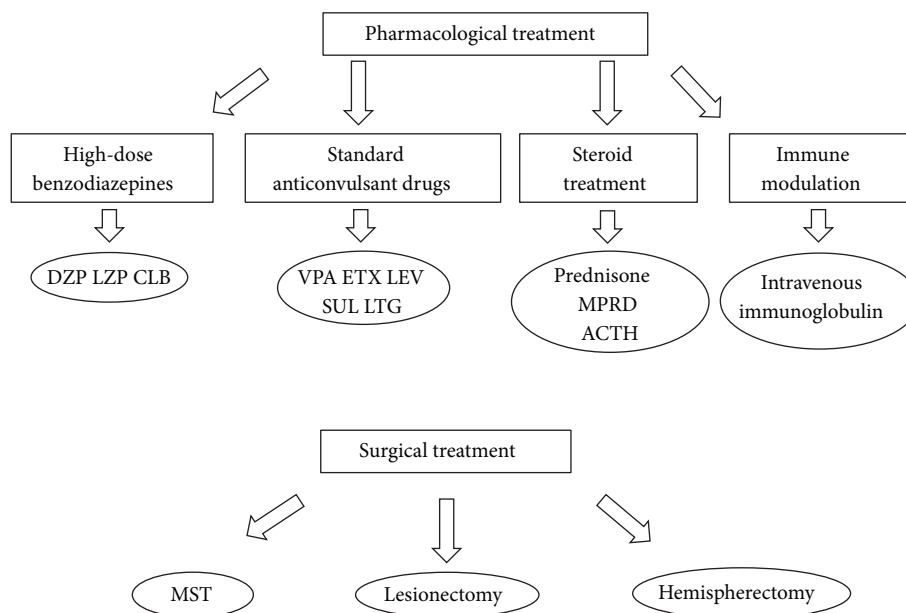 Pharmacological treatment
High-dose
benzodiazepines
Standard
anticonvulsant drugs
Steroid
treatment
Immune
modulation
DZP LZP CLB
VPA ETX LEV
SUL LTG
Prednisone
MPRD
ACTH
Intravenous
immunoglobulin
Surgical treatment
MST
Lesionectomy
Hemispherectomy